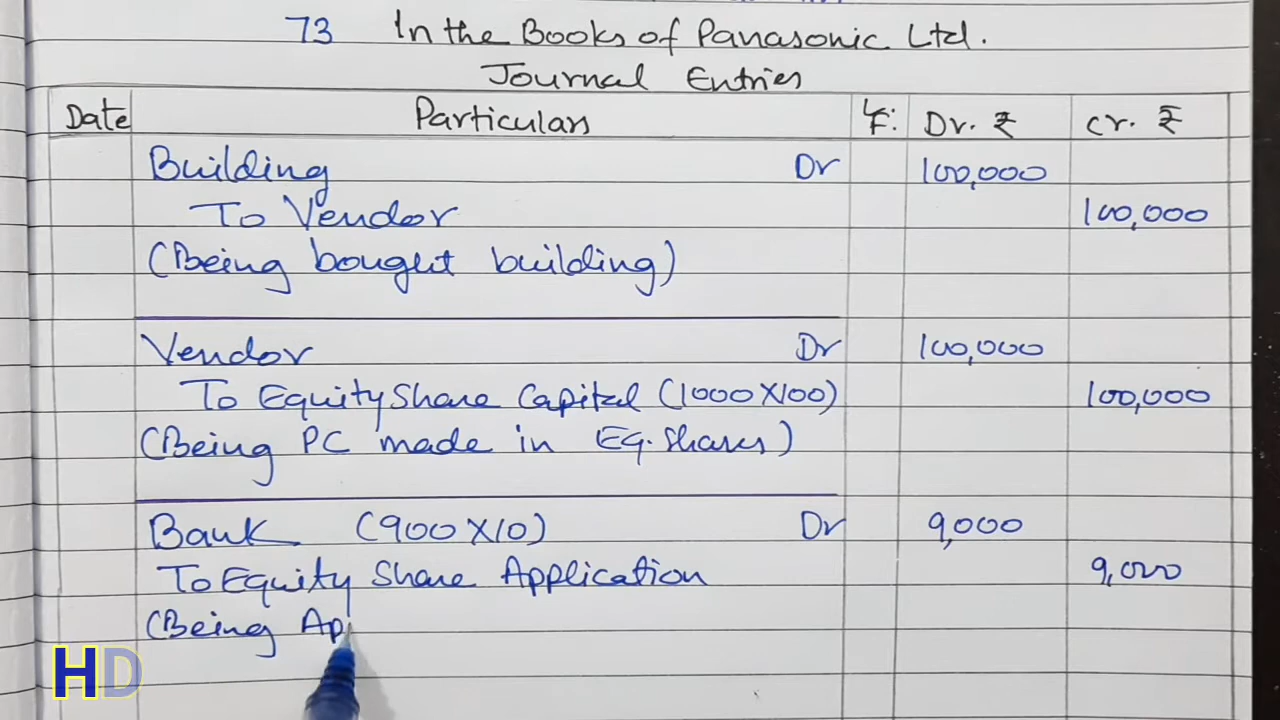 73 In the Books of Panasonic Ltd.
Journal Entries
Date Particulars L.F. Dr. ₹ Cr. ₹
Building Dr 100,000
To Vendor 100,000
(Being bought building)
Vendor Dr 100,000
To Equity Share Capital (1000 X 100) 100,000
(Being PC made in Eq. Shares)
Bank (900 X 10) Dr 9,000
To Equity Share Application 9,000
(Being Ap
HD